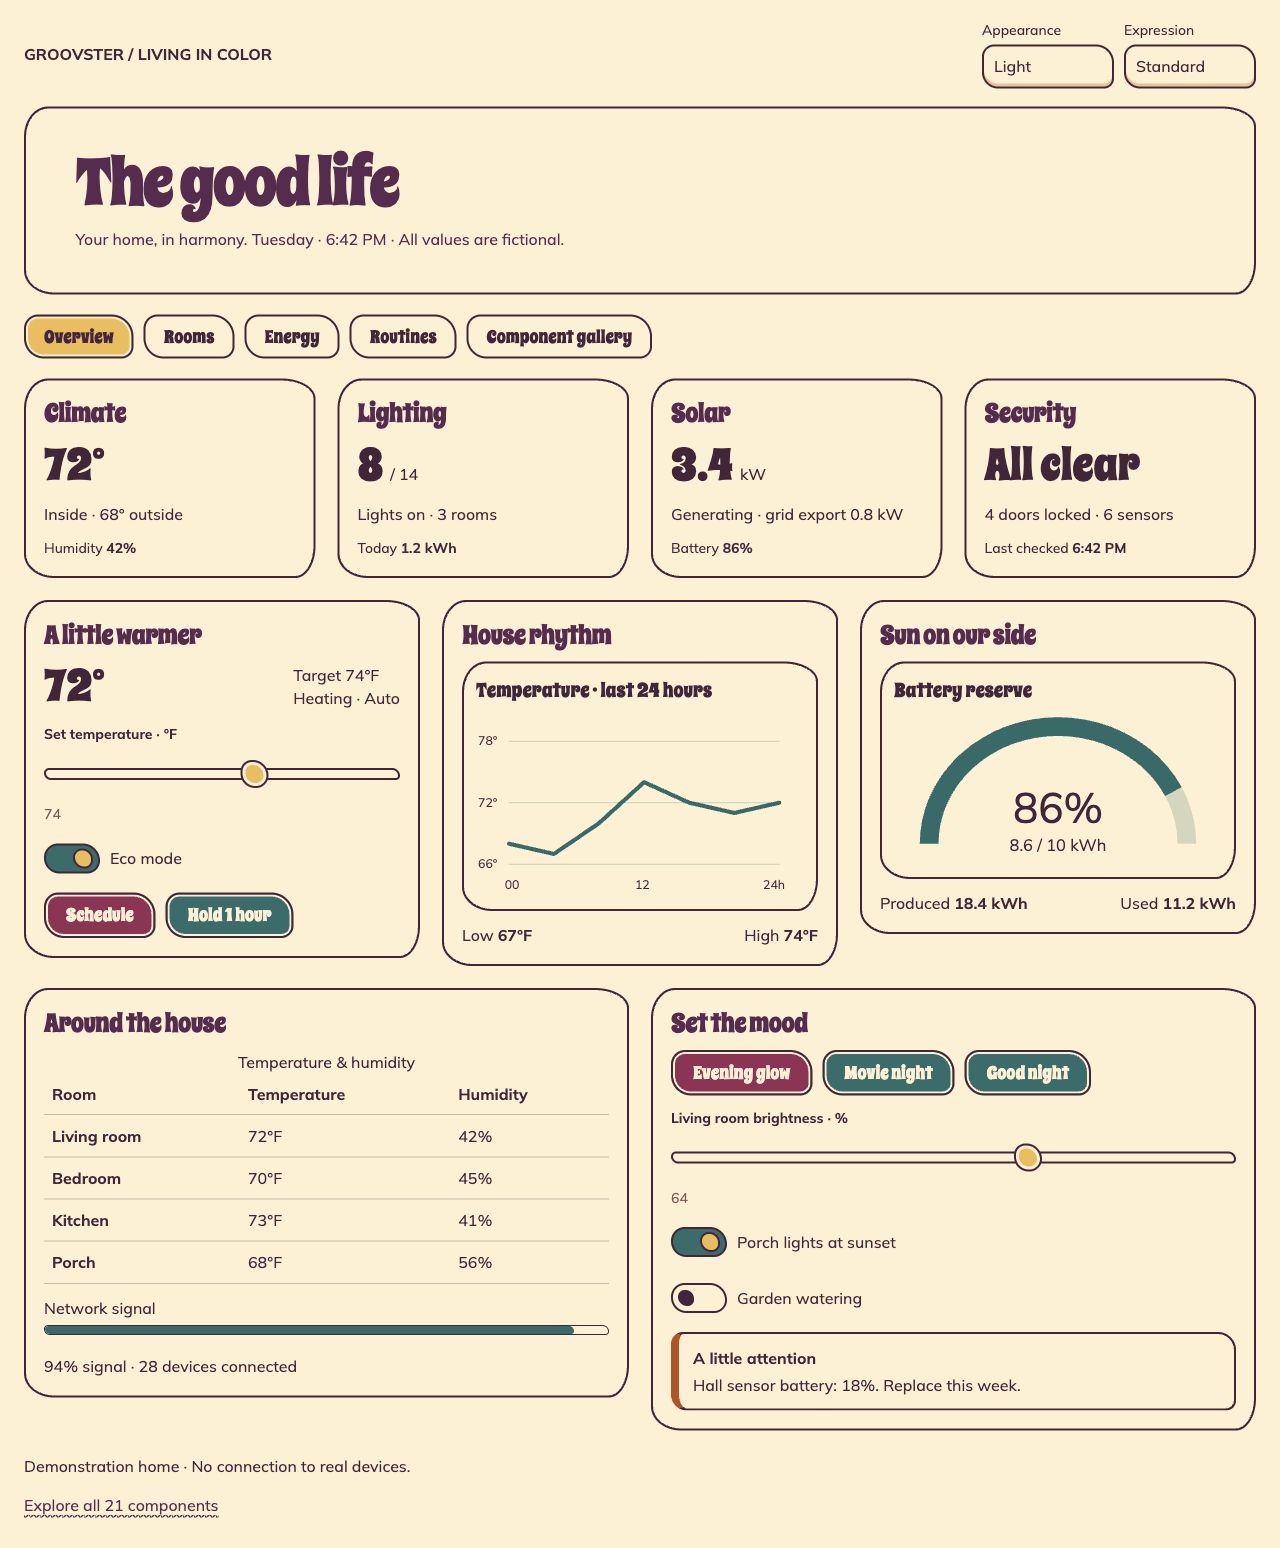 GROOVSTER / LIVING IN COLOR
Appearance
Light
Expression
Standard
The good life
Your home, in harmony. Tuesday · 6:42 PM · All values are fictional.
Overview
Rooms
Energy
Routines
Component gallery
Climate
72°
Inside · 68° outside
Humidity 42%
Lighting
8 / 14
Lights on · 3 rooms
Today 1.2 kWh
Solar
3.4 kW
Generating · grid export 0.8 kW
Battery 86%
Security
All clear
4 doors locked · 6 sensors
Last checked 6:42 PM
A little warmer
72°
Target 74°F
Heating · Auto
Set temperature · °F
74
Eco mode
Schedule
Hold 1 hour
House rhythm
Temperature · last 24 hours
78°
72°
66°
00 12 24h
Low 67°F
High 74°F
Sun on our side
Battery reserve
86%
8.6 / 10 kWh
Produced 18.4 kWh
Used 11.2 kWh
Around the house
Temperature & humidity
Room Temperature Humidity
Living room 72°F 42%
Bedroom 70°F 45%
Kitchen 73°F 41%
Porch 68°F 56%
Network signal
94% signal · 28 devices connected
Set the mood
Evening glow
Movie night
Good night
Living room brightness · %
64
Porch lights at sunset
Garden watering
A little attention
Hall sensor battery: 18%. Replace this week.
Demonstration home · No connection to real devices.
Explore all 21 components